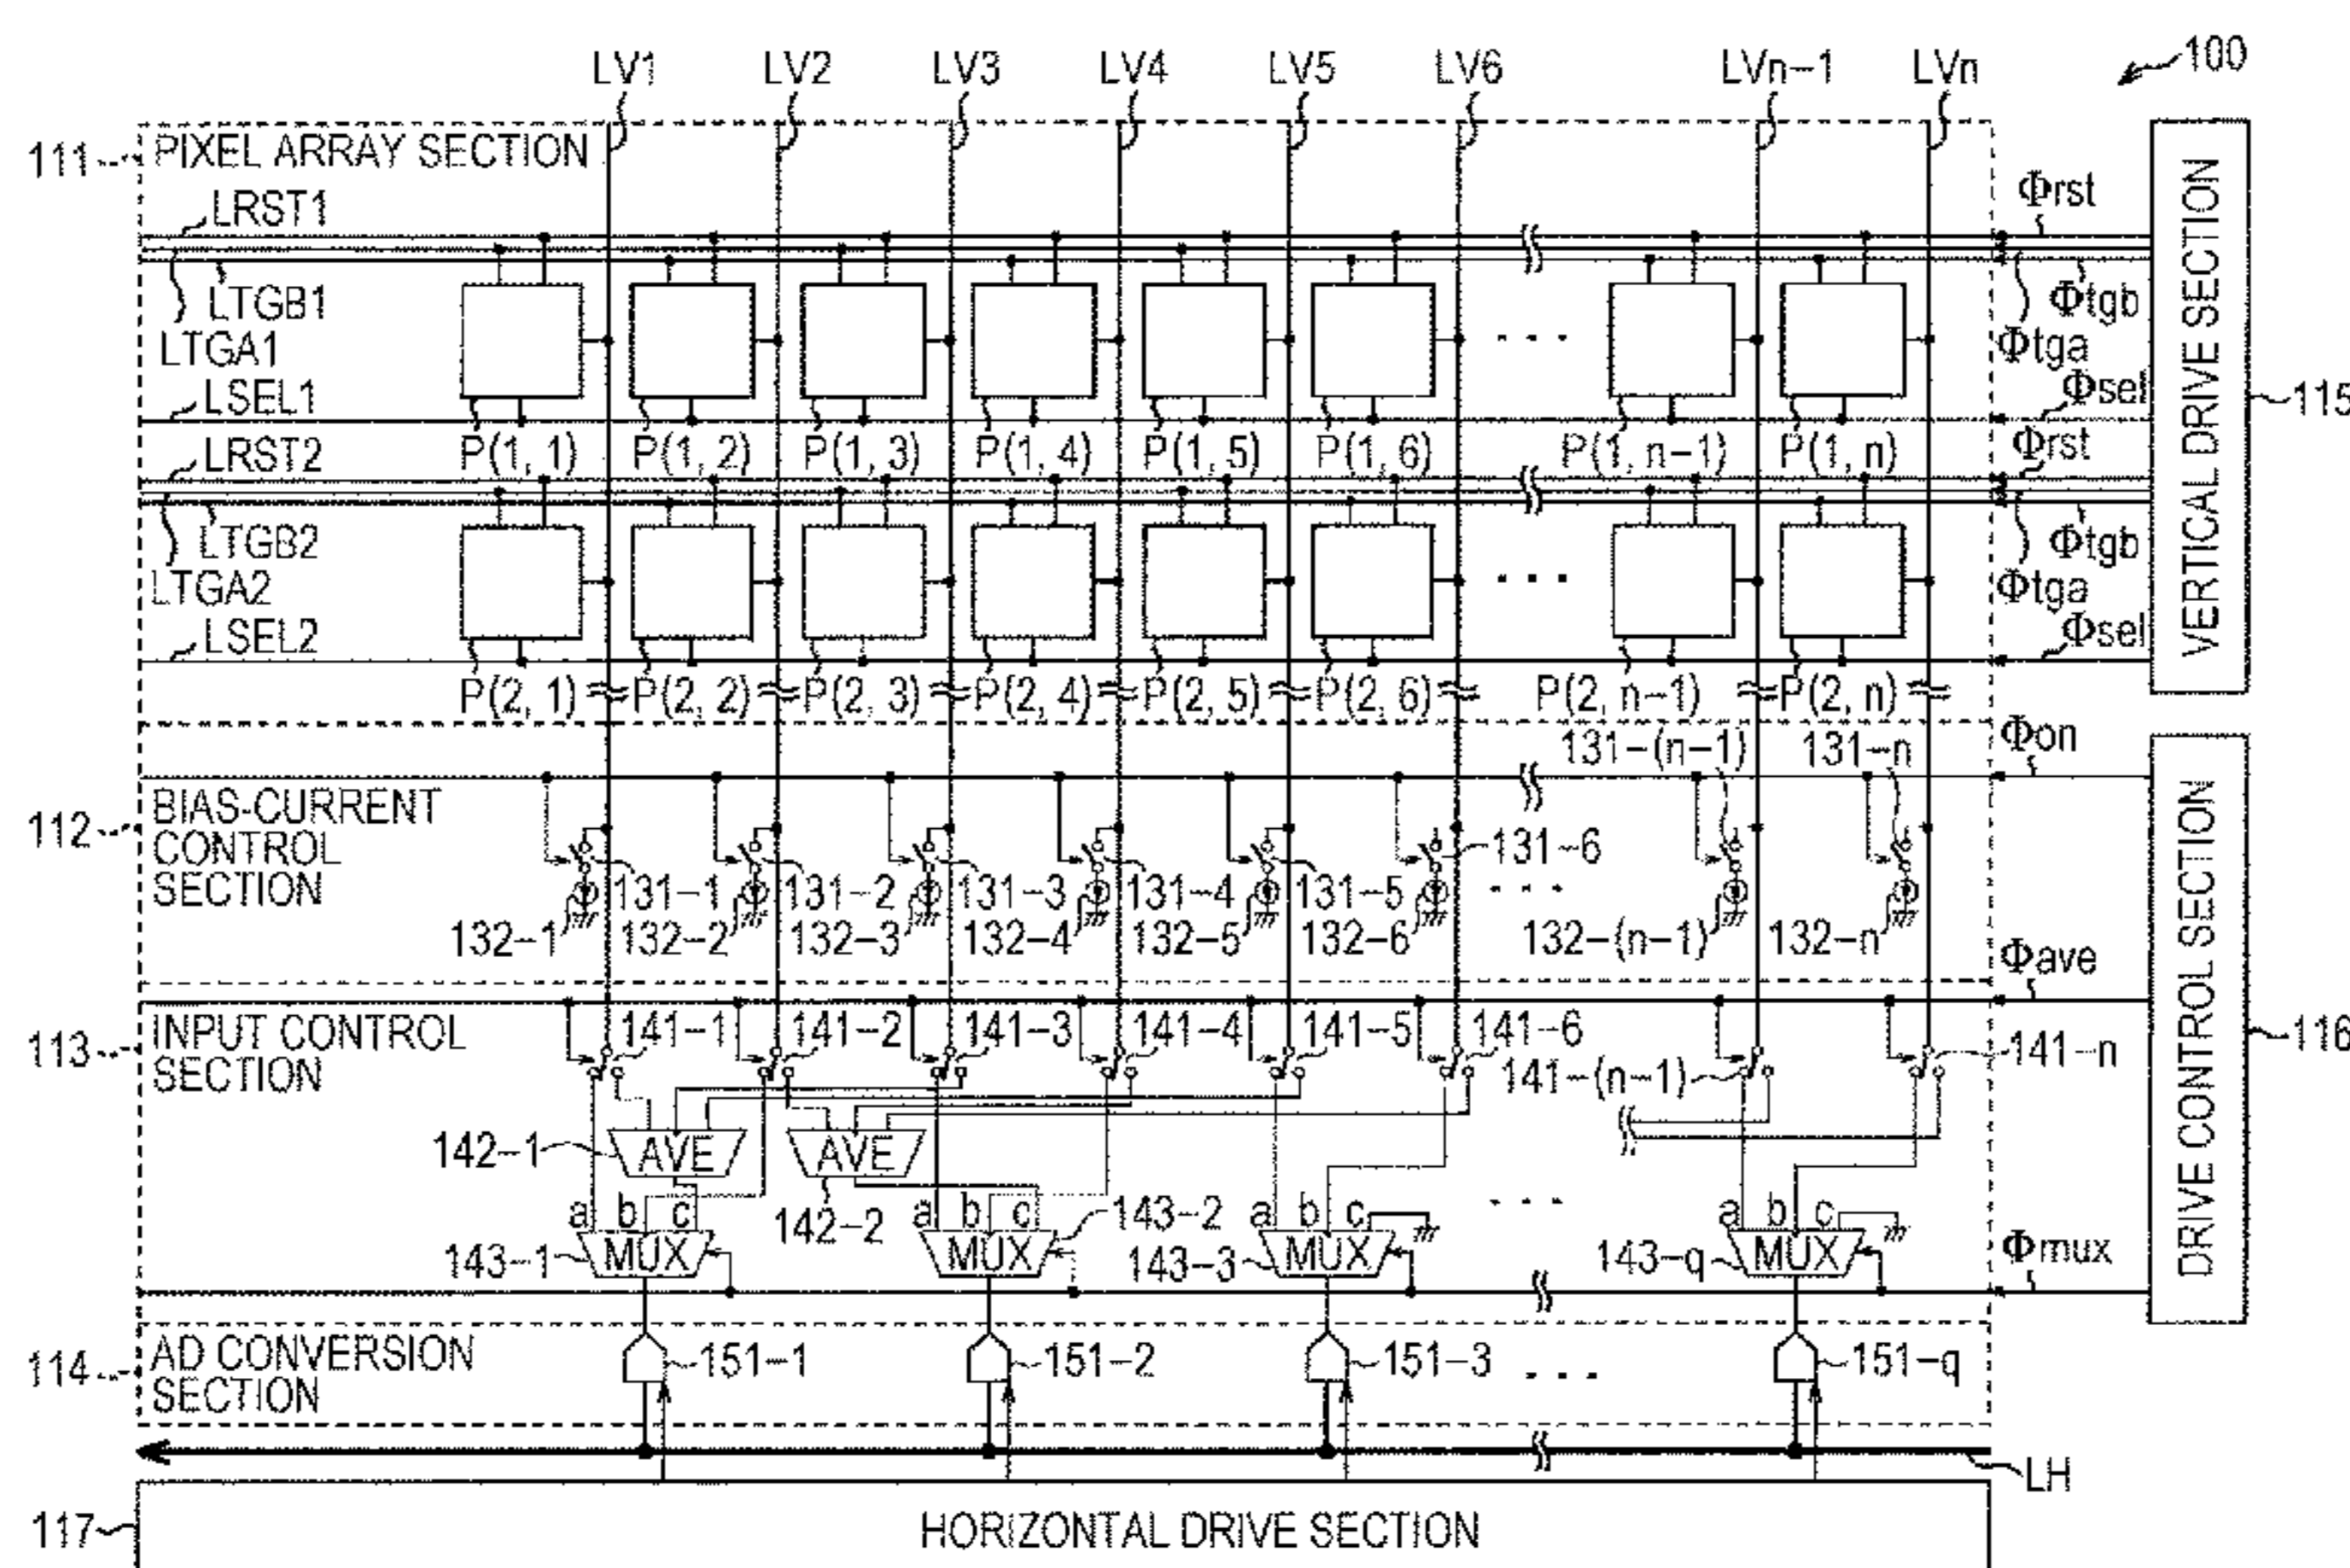 LV1 LV2 LV3 LV4 LV5 LV6 LVn-1 LVn 100
111 PIXEL ARRAY SECTION
LRST1 Φrst
LTGB1 Φtgb
LTGA1 Φtga
LSEL1 Φsel
VERTICAL DRIVE SECTION
115
P(1, 1) P(1, 2) P(1, 3) P(1, 4) P(1, 5) P(1, 6) P(1, n-1) P(1, n)
LRST2 Φrst
LTGB2 Φtgb
LTGA2 Φtga
LSEL2 Φsel
P(2, 1) P(2, 2) P(2, 3) P(2, 4) P(2, 5) P(2, 6) P(2, n-1) P(2, n)
131-(n-1) 131-n Φon
112 BIAS-CURRENT
CONTROL
SECTION
131-1 131-2 131-3 131-4 131-5 131-6
132-1 132-2 132-3 132-4 132-5 132-6 132-(n-1) 132-n
Φave
DRIVE CONTROL SECTION
116
113 INPUT CONTROL
SECTION
141-1 141-2 141-3 141-4 141-5 141-6 141-(n-1) 141-n
142-1 AVE AVE
142-2
a b c a b c 143-2 a b c a b c
143-1 MUX MUX 143-3 MUX 143-q MUX Φmux
114 AD CONVERSION
SECTION
151-1 151-2 151-3 151-q
LH
117 HORIZONTAL DRIVE SECTION